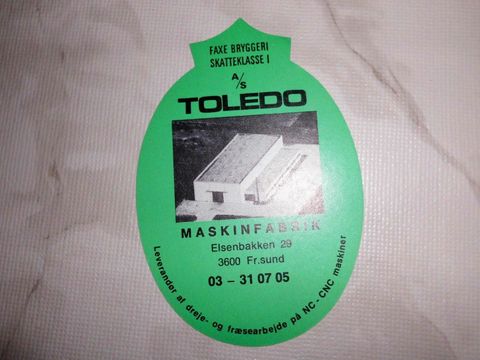 FAXE BRYGGERI
SKATTEKLASSE I
A/S
TOLEDO
MASKINFABRIK
Elsenbakken 29
3600 Fr.sund
03 - 31 07 05
Leverandør af dreje- og fræsearbejde på NC - CNC maskiner